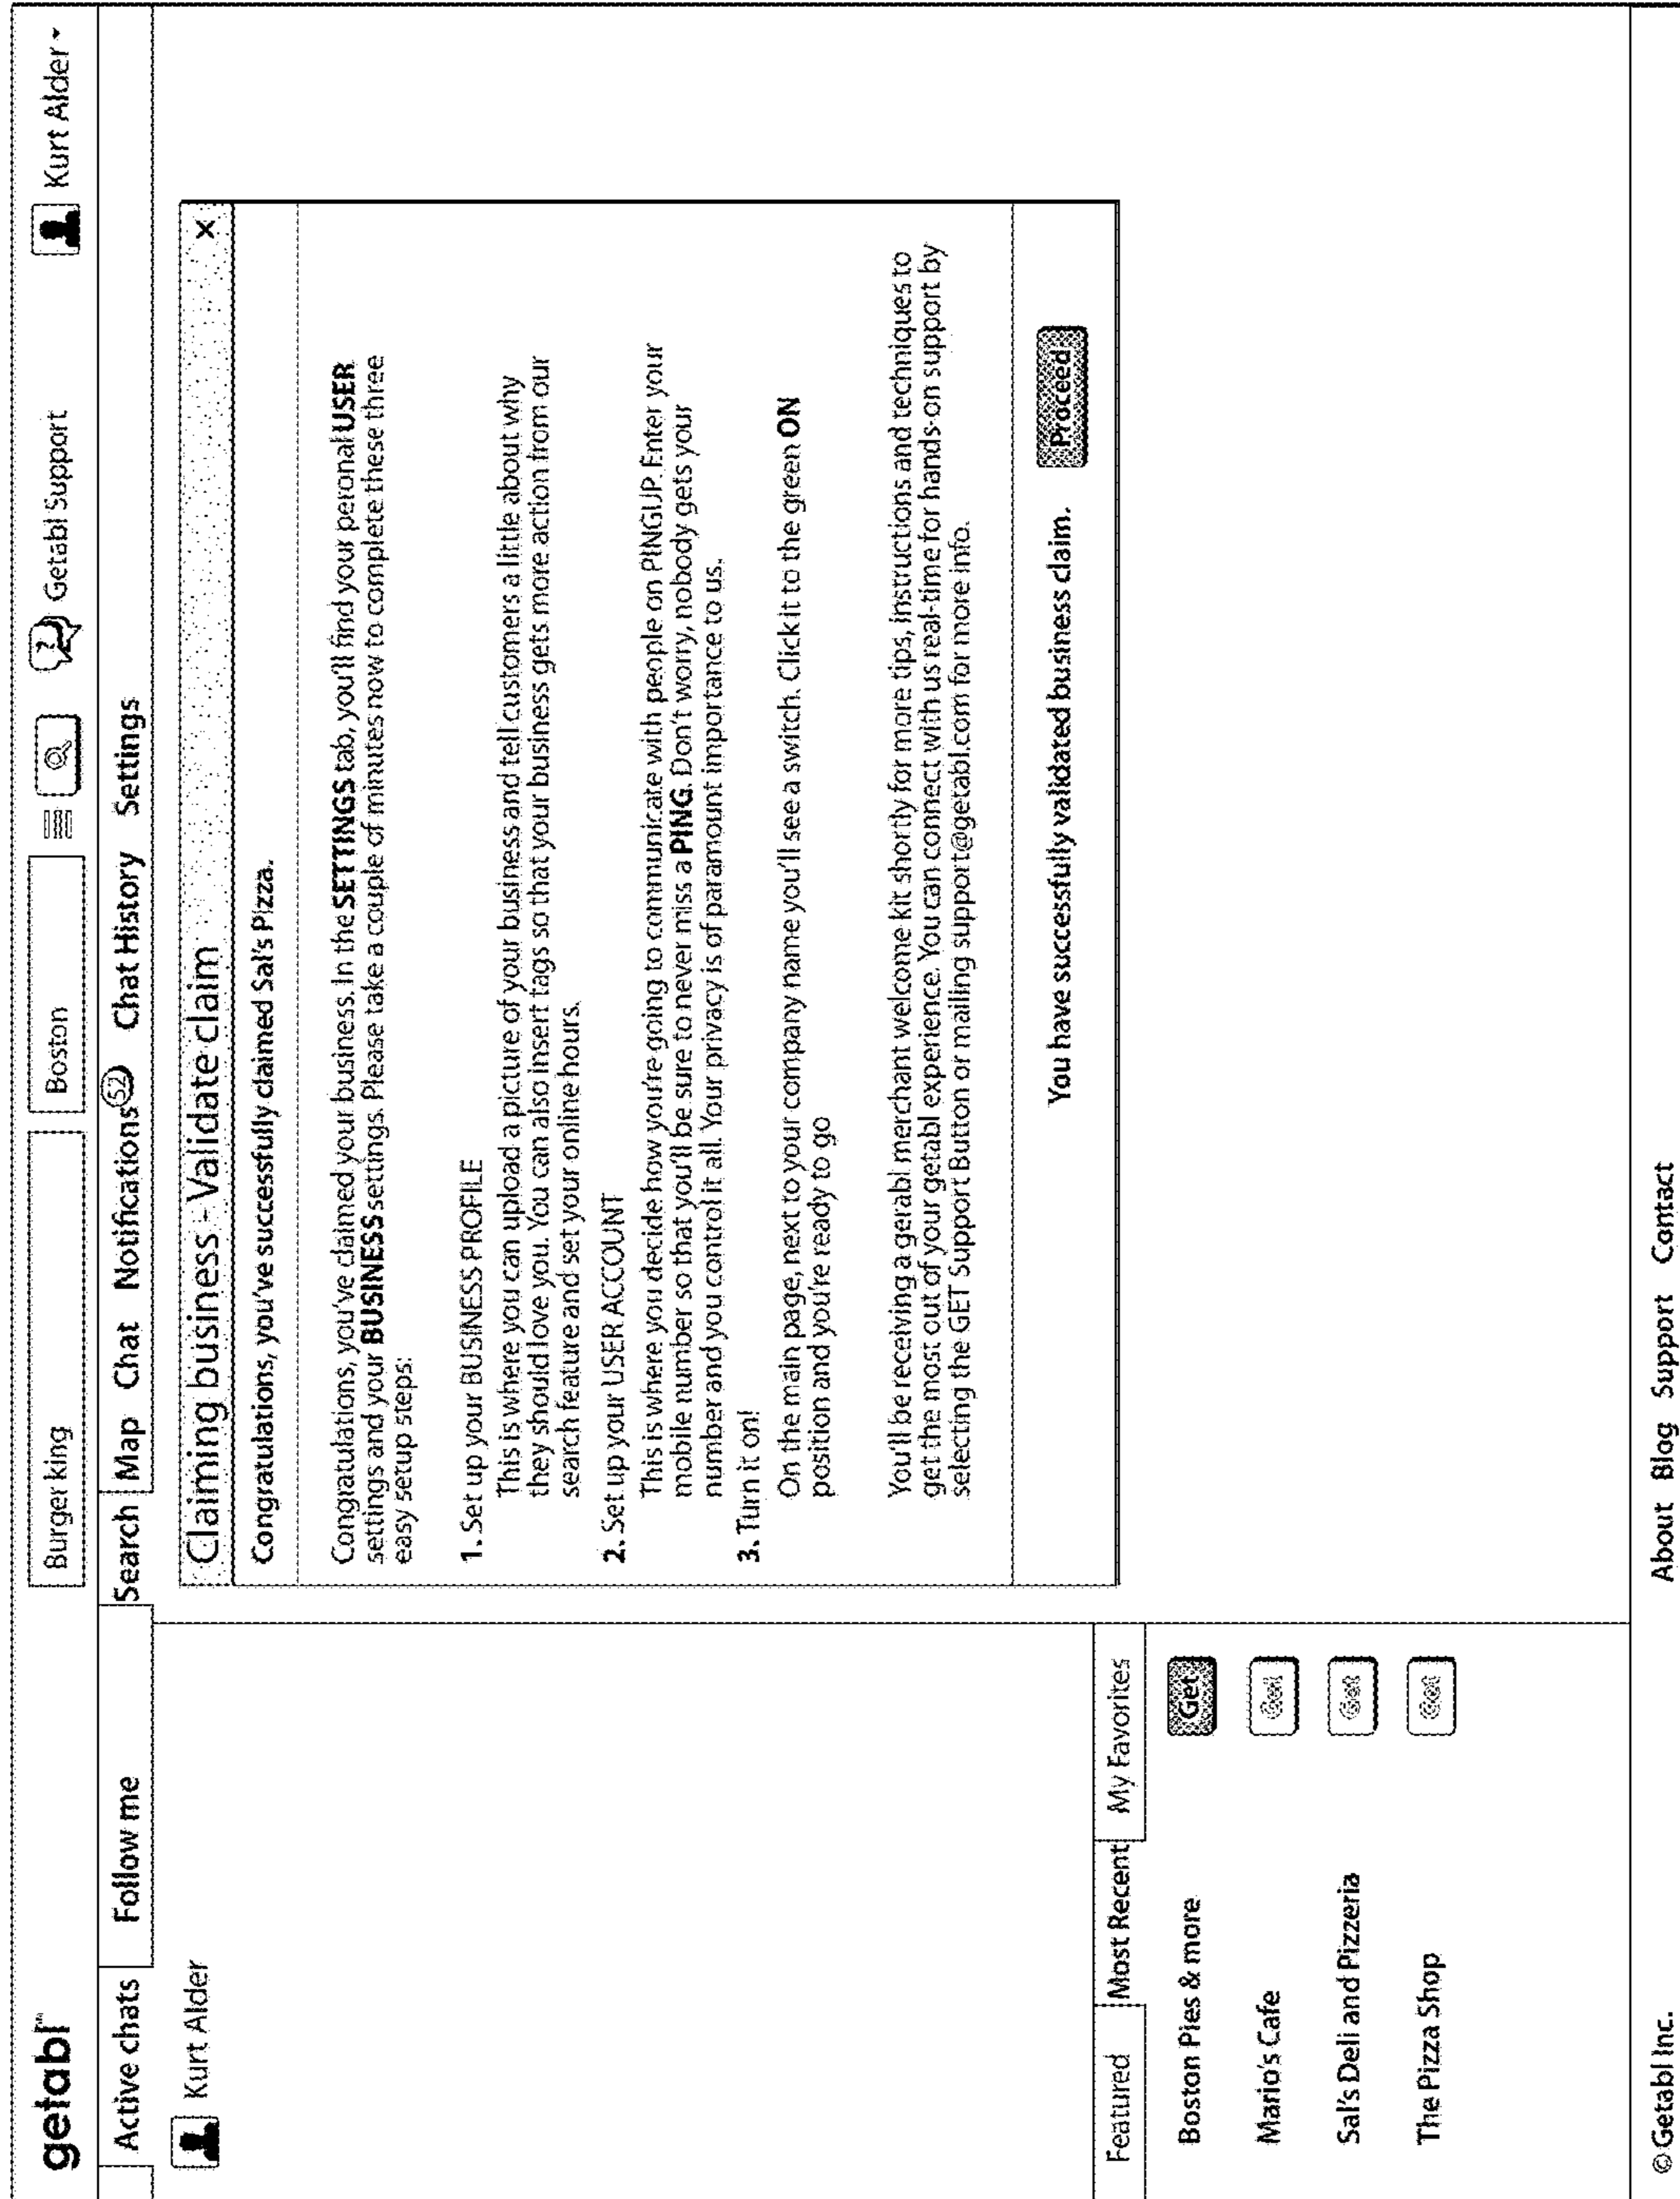 getabl™
Burger king
Boston
Getabl Support
Kurt Alder
Active chats
Follow me
Search
Map
Chat
Notifications 52
Chat History
Settings
Kurt Alder
Claiming business - Validate claim
X
Congratulations, you've successfully claimed Sal's Pizza.
Congratulations, you've claimed your business. In the SETTINGS tab, you'll find your peronal USER
settings and your BUSINESS settings. Please take a couple of minutes now to complete these three
easy setup steps:
1. Set up your BUSINESS PROFILE
This is where you can upload a picture of your business and tell customers a little about why
they should love you. You can also insert tags so that your business gets more action from our
search feature and set your online hours.
2. Set up your USER ACCOUNT
This is where you decide how you're going to communicate with people on PINGUP. Enter your
mobile number so that you'll be sure to never miss a PING. Don't worry, nobody gets your
number and you control it all. Your privacy is of paramount importance to us.
3. Turn it on!
On the main page, next to your company name you'll see a switch. Click it to the green ON
position and you're ready to go
You'll be receiving a gerabl merchant welcome kit shortly for more tips, instructions and techniques to
get the most out of your getabl experience. You can connect with us real-time for hands-on support by
selecting the GET Support Button or mailing support@getabl.com for more info.
You have successfully validated business claim.
Proceed
Featured
Most Recent
My Favorites
Boston Pies & more
Get
Mario's Cafe
Get
Sal's Deli and Pizzeria
Get
The Pizza Shop
Get
© Getabl Inc.
About Blog Support Contact